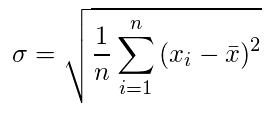 σ = √(1/n ∑_{i=1}^{n} (x_i − x̄)²)